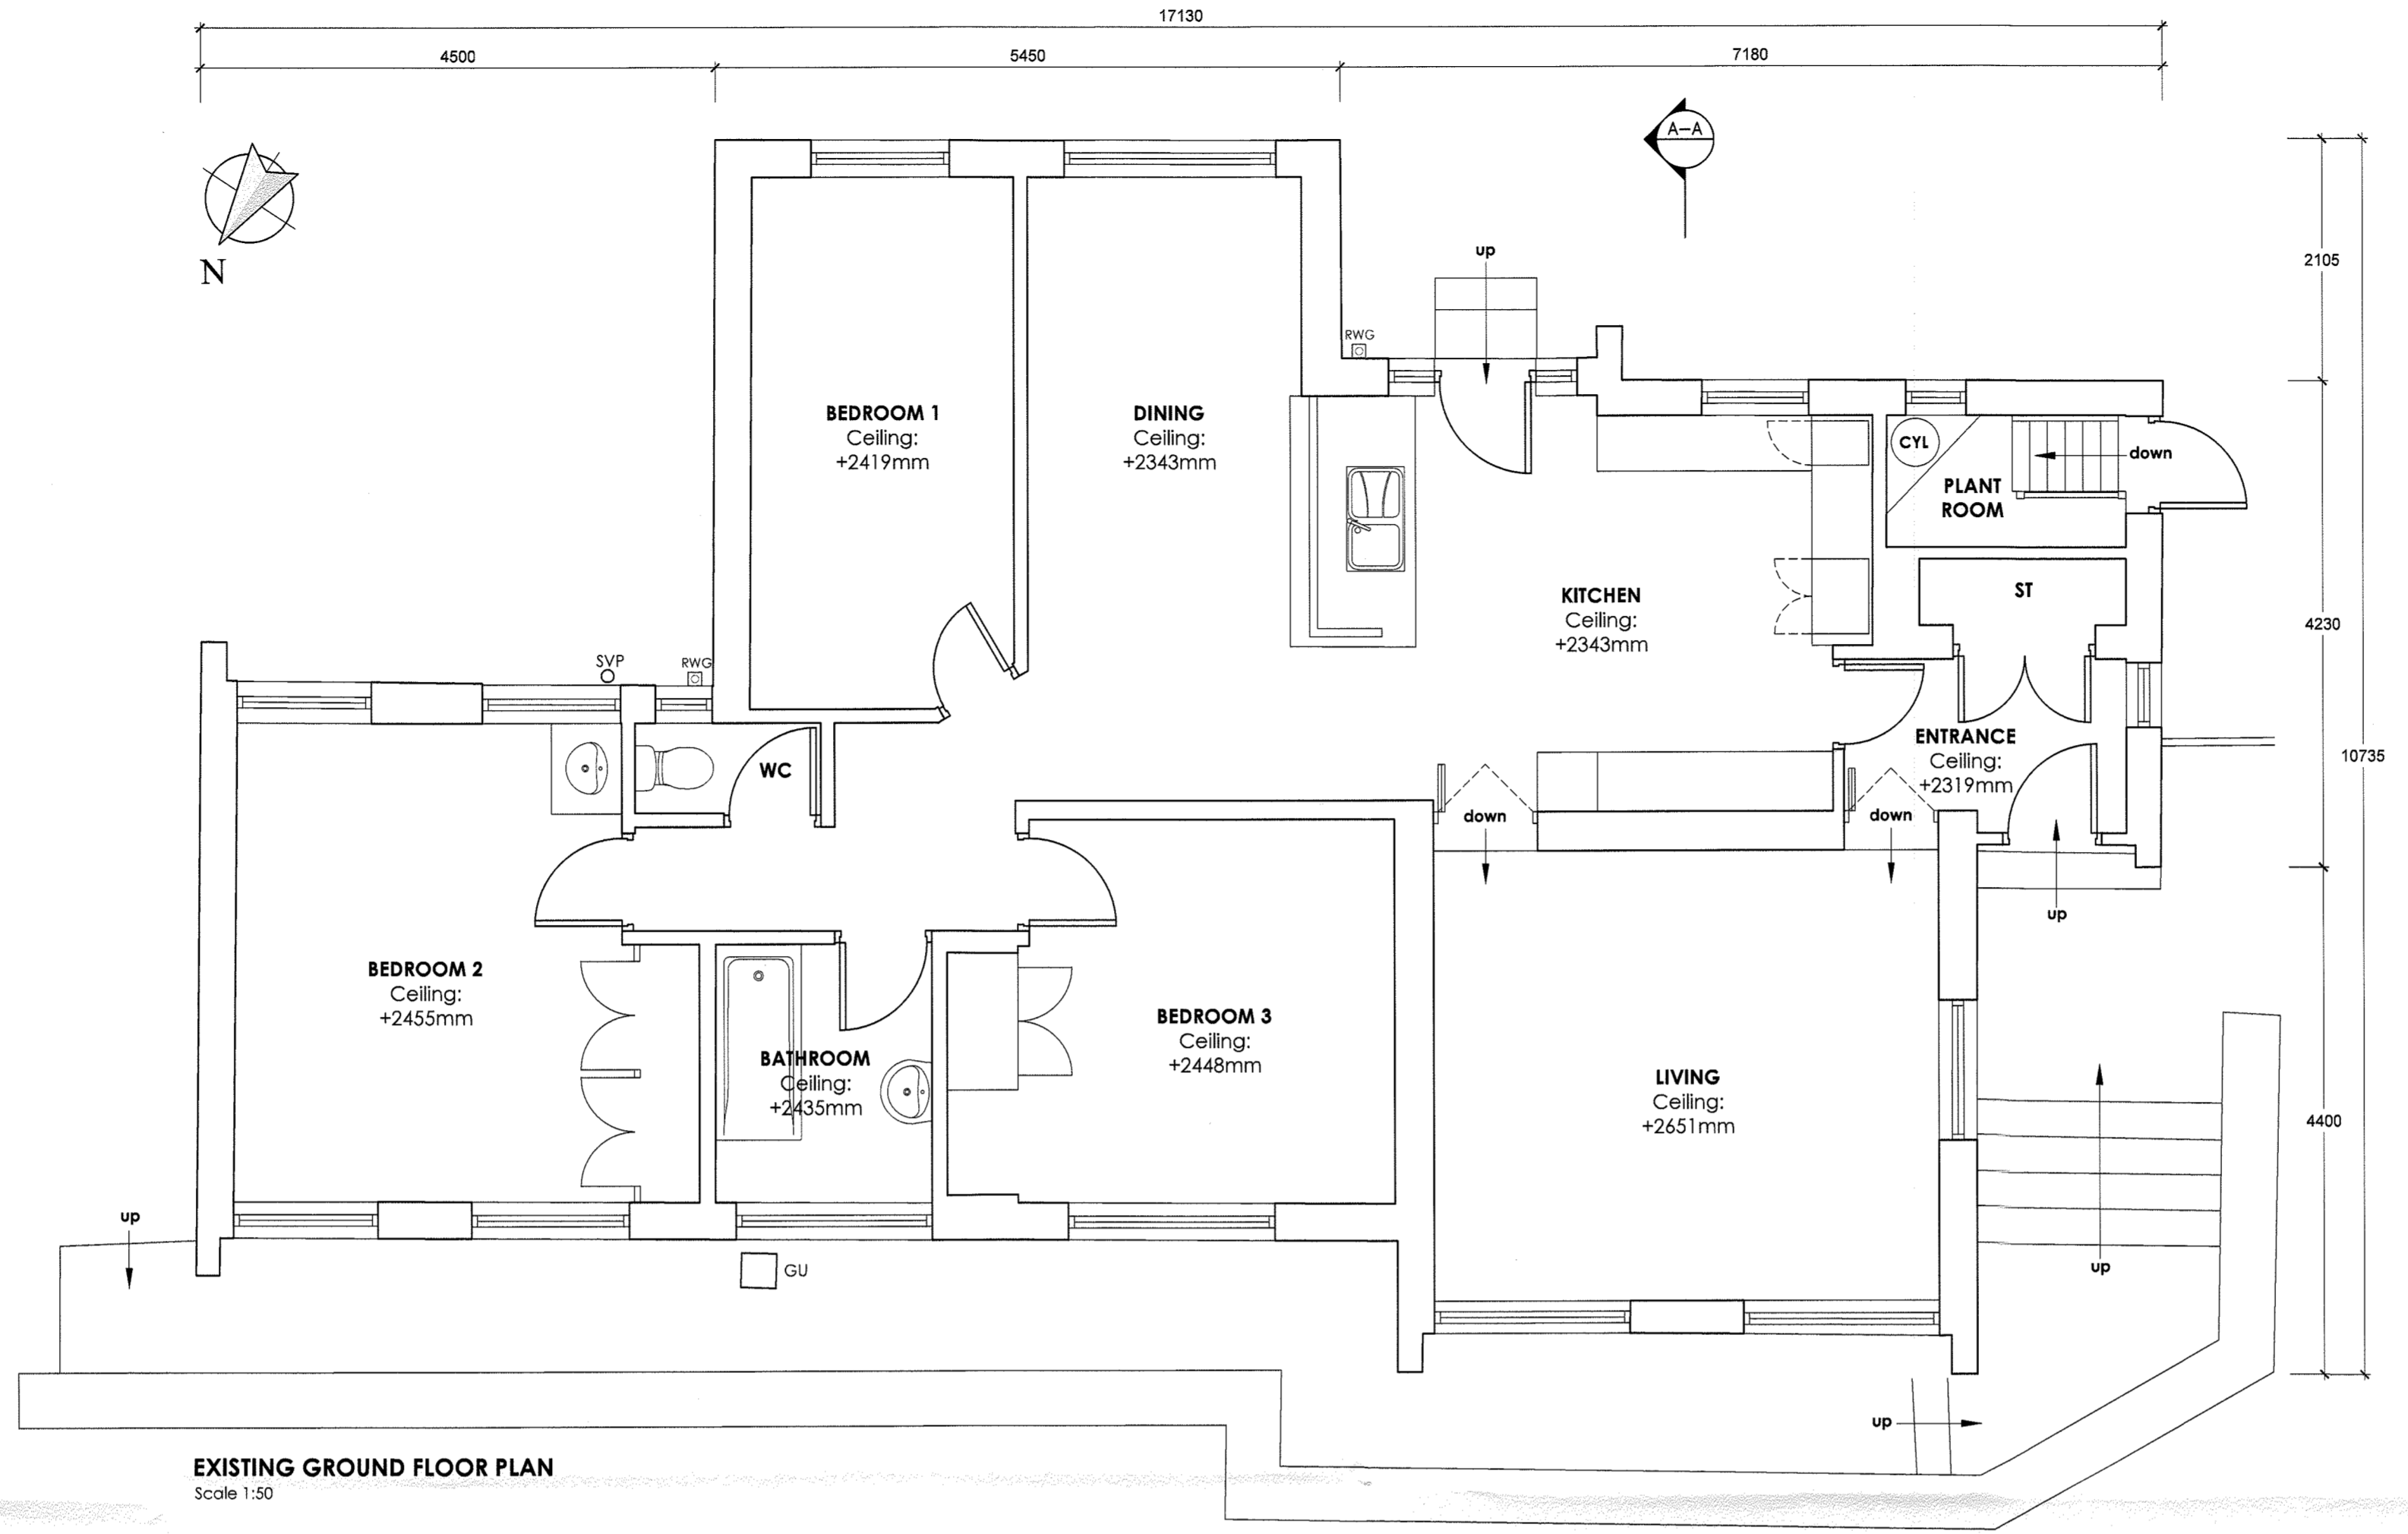 17130
4500
5450
7180
A–A
N
up
2105
RWG
BEDROOM 1
Ceiling:
+2419mm
DINING
Ceiling:
+2343mm
CYL
down
PLANT
ROOM
ST
KITCHEN
Ceiling:
+2343mm
4230
SVP
RWG
WC
ENTRANCE
Ceiling:
+2319mm
10735
down
down
up
BEDROOM 2
Ceiling:
+2455mm
BATHROOM
Ceiling:
+2435mm
BEDROOM 3
Ceiling:
+2448mm
LIVING
Ceiling:
+2651mm
4400
up
up
GU
up
EXISTING GROUND FLOOR PLAN
Scale 1:50